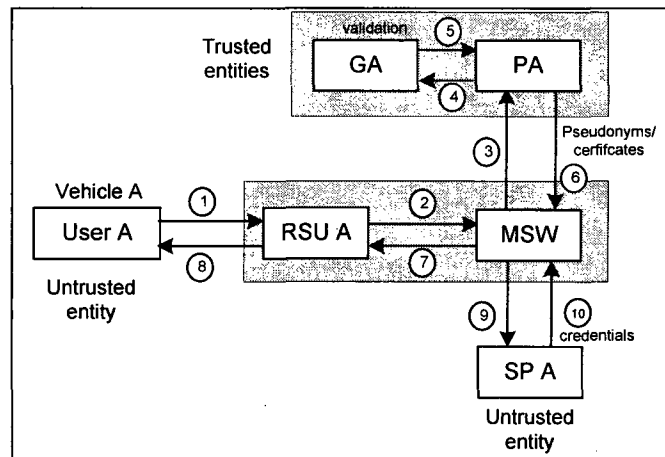 validation
5
Trusted
entities
GA
PA
4
3
Pseudonyms/
cerfifcates
6
Vehicle A
1
2
User A
RSU A
MSW
8
7
Untrusted
entity
9
10
credentials
SP A
Untrusted
entity